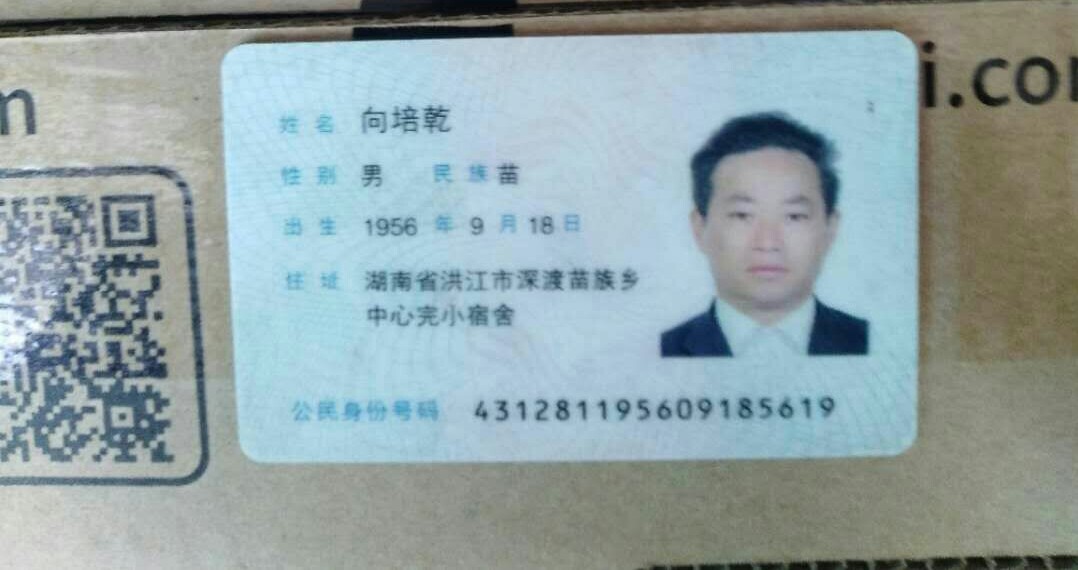 m
i.co
姓名 向培乾
性别 男 民族 苗
出生 1956 年 9 月 18 日
住址 湖南省洪江市深渡苗族乡
中心完小宿舍
公民身份号码 431281195609185619